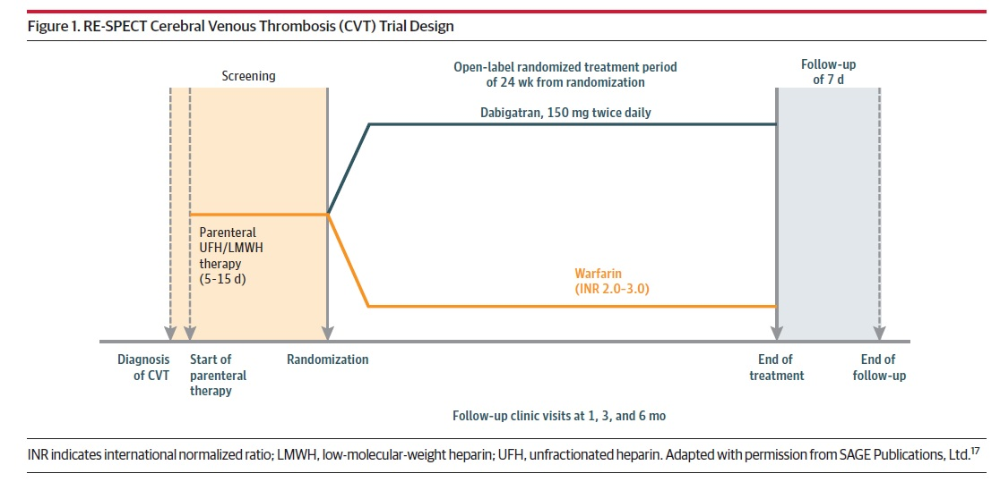 Figure 1. RE-SPECT Cerebral Venous Thrombosis (CVT) Trial Design
Screening
Open-label randomized treatment period
of 24 wk from randomization
Follow-up
of 7 d
Dabigatran, 150 mg twice daily
Parenteral
UFH/LMWH
therapy
(5-15 d)
Warfarin
(INR 2.0-3.0)
Diagnosis
of CVT
Start of
parenteral
therapy
Randomization
End of
treatment
End of
follow-up
Follow-up clinic visits at 1, 3, and 6 mo
INR indicates international normalized ratio; LMWH, low-molecular-weight heparin; UFH, unfractionated heparin. Adapted with permission from SAGE Publications, Ltd.17